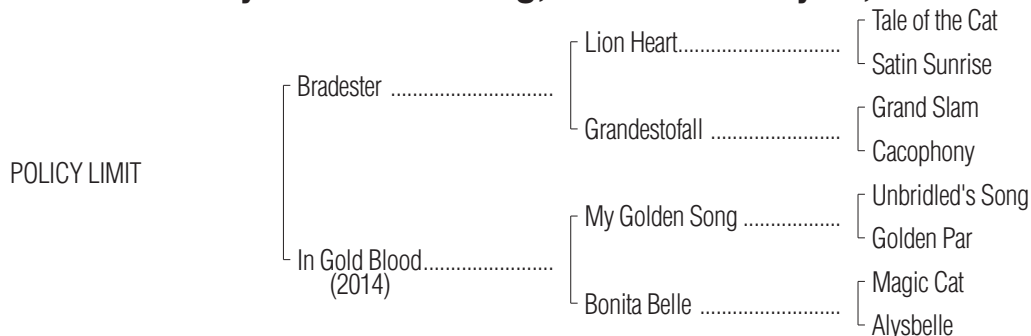 Tale of the Cat
Lion Heart..............................
Satin Sunrise
Bradester ..............................
Grand Slam
Grandestofall ........................
Cacophony
POLICY LIMIT
Unbridled's Song
My Golden Song ..................
Golden Par
In Gold Blood........................
(2014)
Magic Cat
Bonita Belle ..........................
Alysbelle